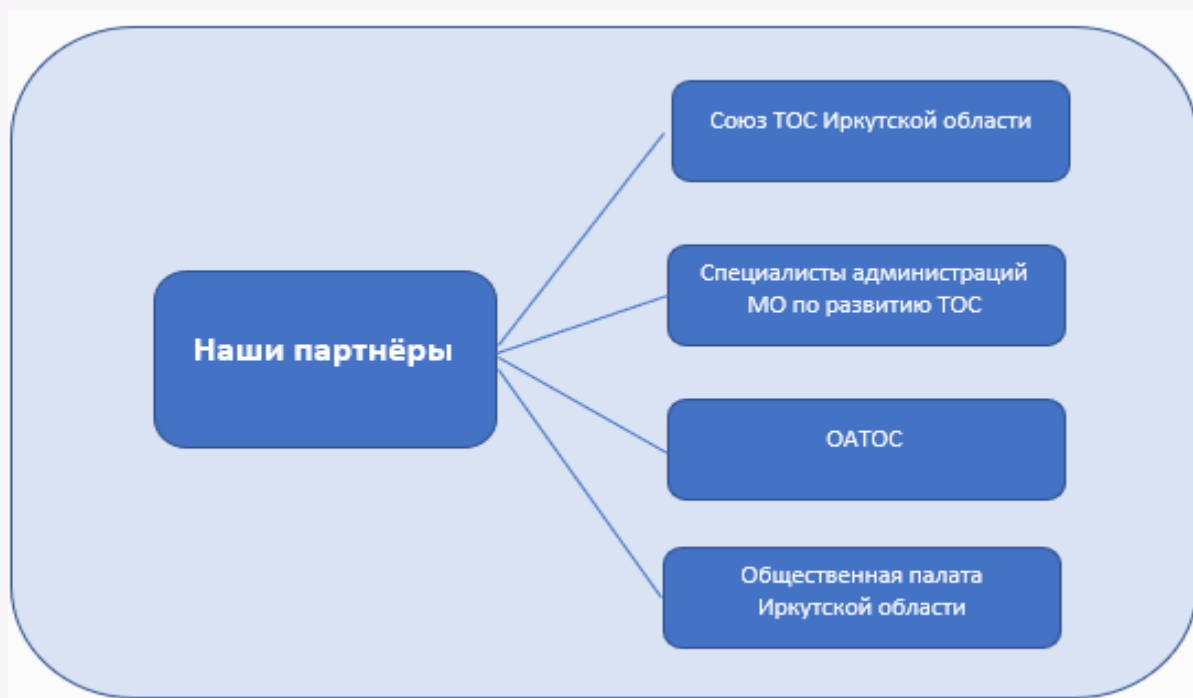 Союз ТОС Иркутской области
Специалисты администраций
МО по развитию ТОС
Наши партнёры
ОАТОС
Общественная палата
Иркутской области